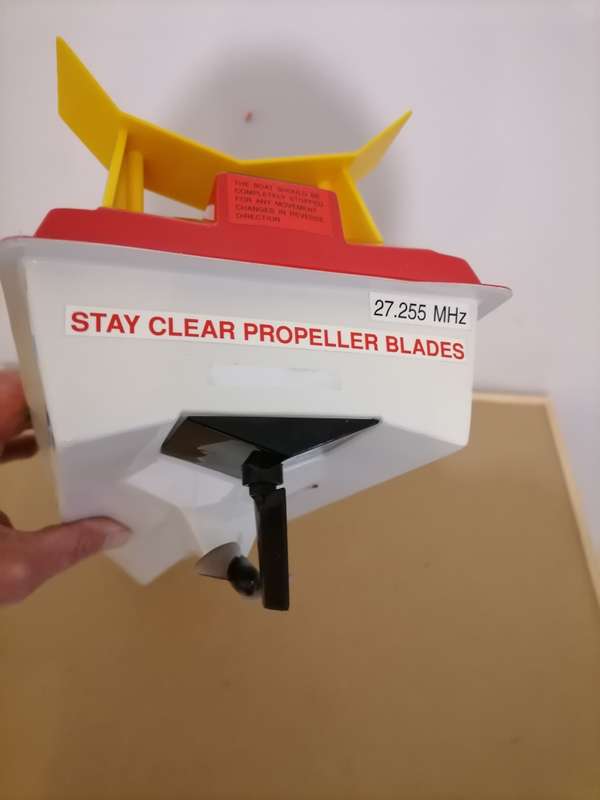 THE BOAT SHOULD BE
COMPLETELY STOPPED
FOR ANY MOVEMENT
CHANGES IN REVERSE
DIRECTION
27.255 MHz
STAY CLEAR PROPELLER BLADES